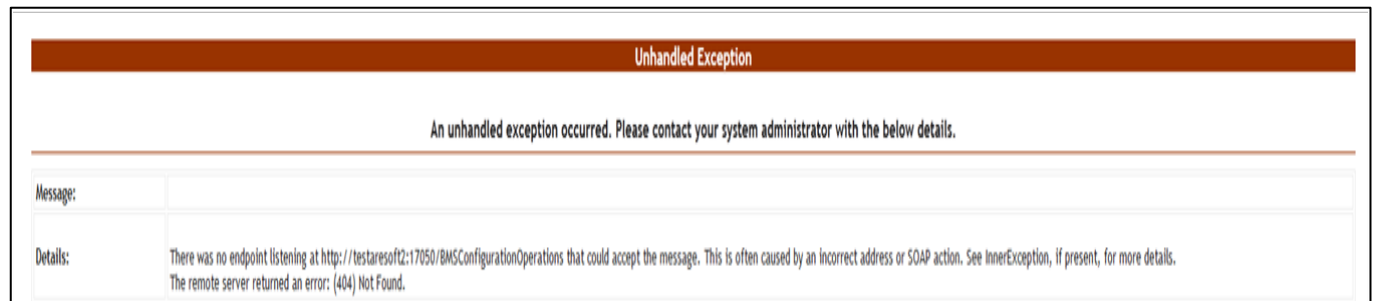 Unhandled Exception
An unhandled exception occurred. Please contact your system administrator with the below details.
Message:
Details:
There was no endpoint listening at http://testaresoft2:17050/BMSConfigurationOperations that could accept the message. This is often caused by an incorrect address or SOAP action. See InnerException, if present, for more details.
The remote server returned an error: (404) Not Found.